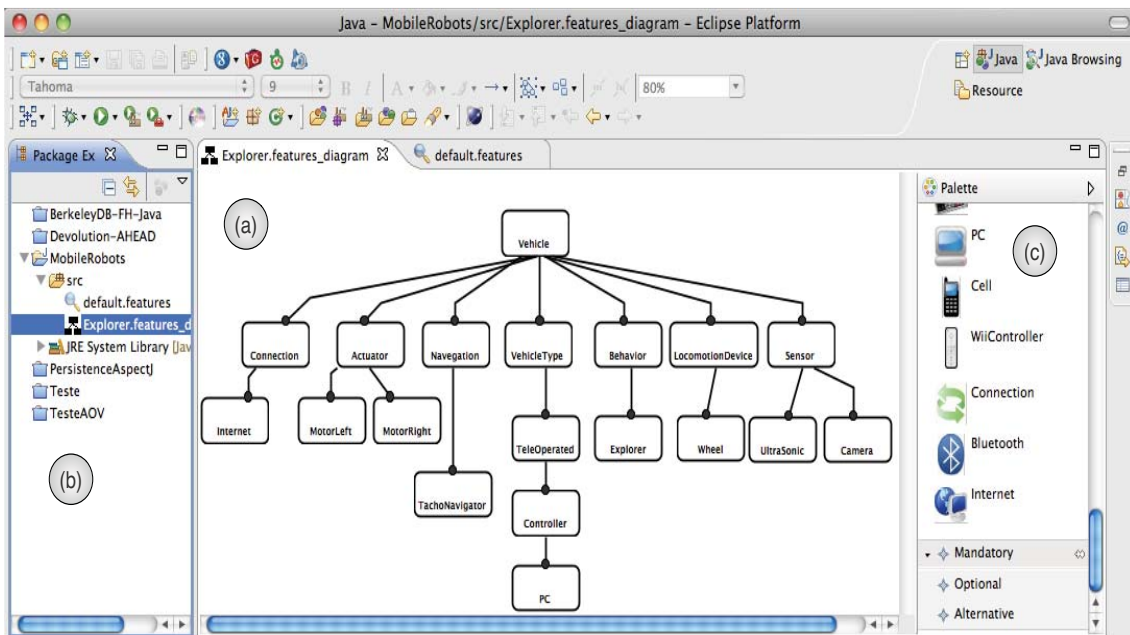 Java – MobileRobots/src/Explorer.features_diagram – Eclipse Platform
Java
Java Browsing
Tahoma
9
B I
A
80%
Resource
Package Ex
Explorer.features_diagram
default.features
Palette
BerkeleyDB-FH-Java
Devolution-AHEAD
MobileRobots
src
default.features
Explorer.features_d
JRE System Library [Jav
PersistenceAspectJ
Teste
TesteAOV
(b)
(a)
Vehicle
Connection
Actuator
Navegation
VehicleType
Behavior
LocomotionDevice
Sensor
Internet
MotorLeft
MotorRight
TeleOperated
Explorer
Wheel
UltraSonic
Camera
TachoNavigator
Controller
PC
(c)
PC
Cell
WiiController
Connection
Bluetooth
Internet
Mandatory
Optional
Alternative